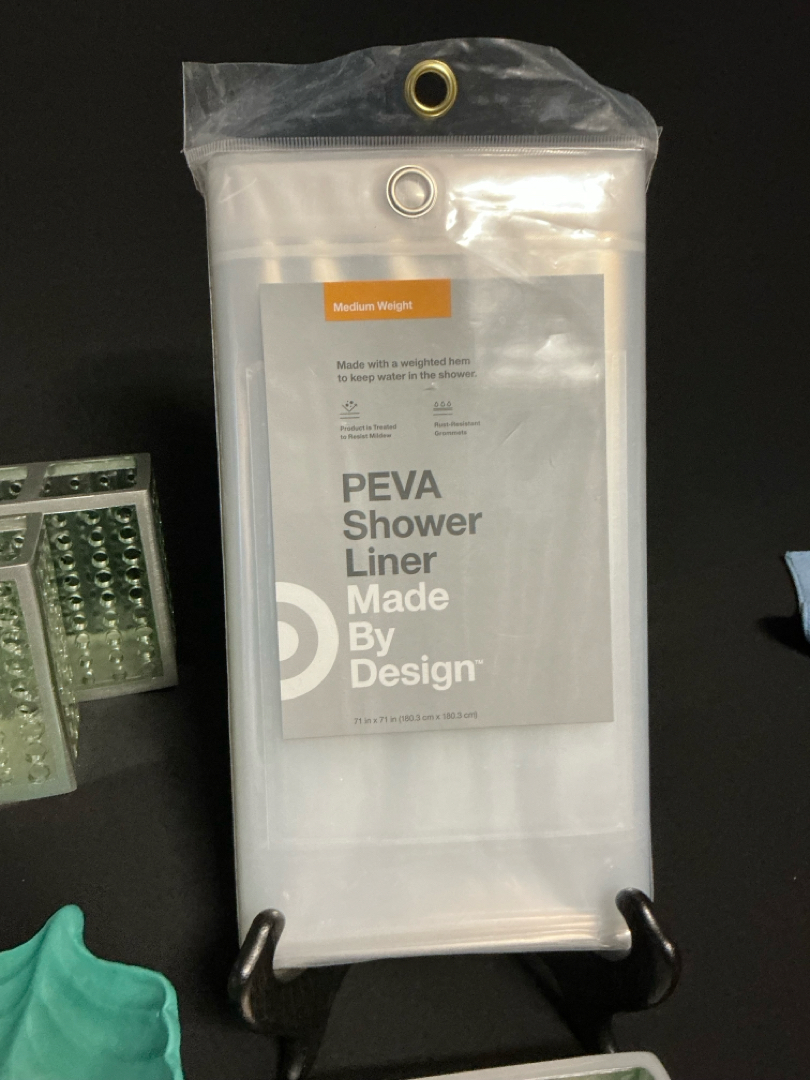 Medium Weight
Made with a weighted hem
to keep water in the shower.
Product is Treated
to Resist Mildew
Rust-Resistant
Grommets
PEVA
Shower
Liner
Made
By
Design™
71 in x 71 in (180.3 cm x 180.3 cm)